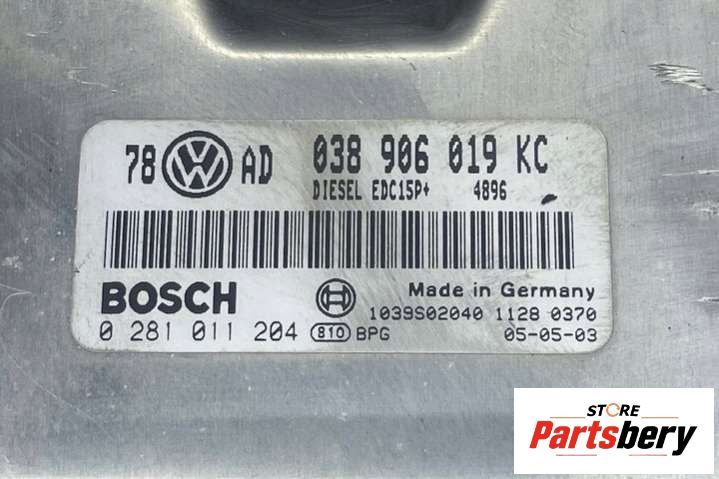 78 VW AD 038 906 019 KC
DIESEL EDC15P+ 4896
BOSCH Made in Germany
0 281 011 204 810 BPG 1039S02040 1128 0370
05-05-03
STORE
Partsbery